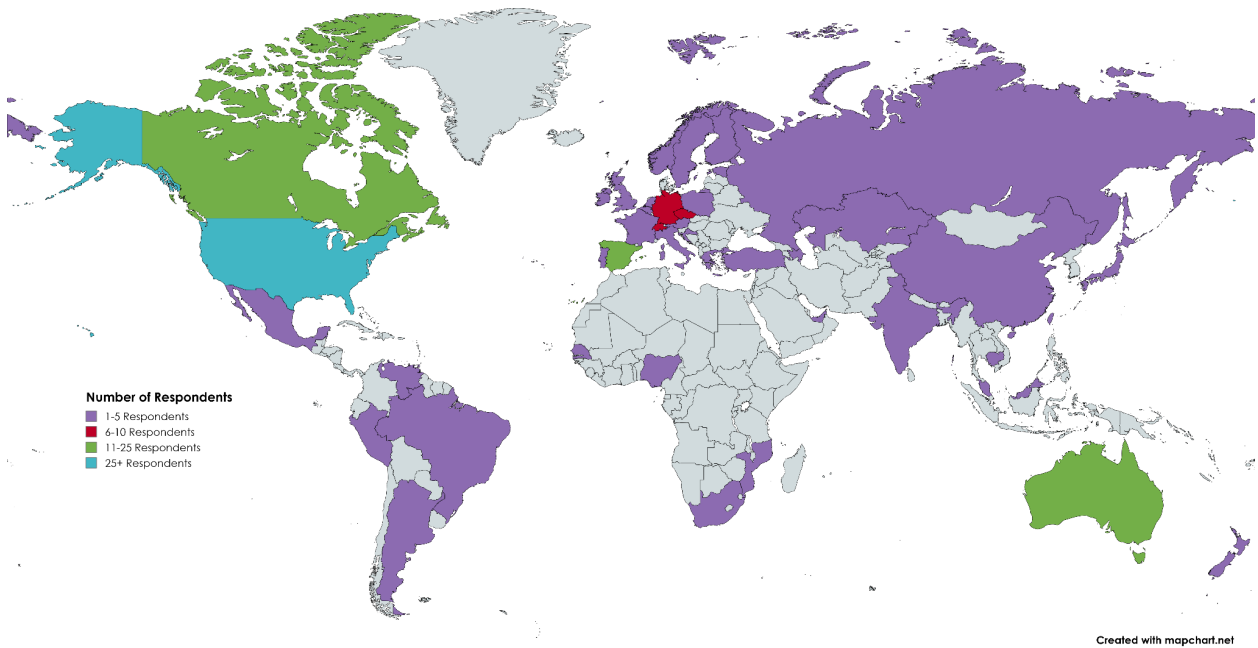 Number of Respondents
1-5 Respondents
6-10 Respondents
11-25 Respondents
25+ Respondents
Created with mapchart.net